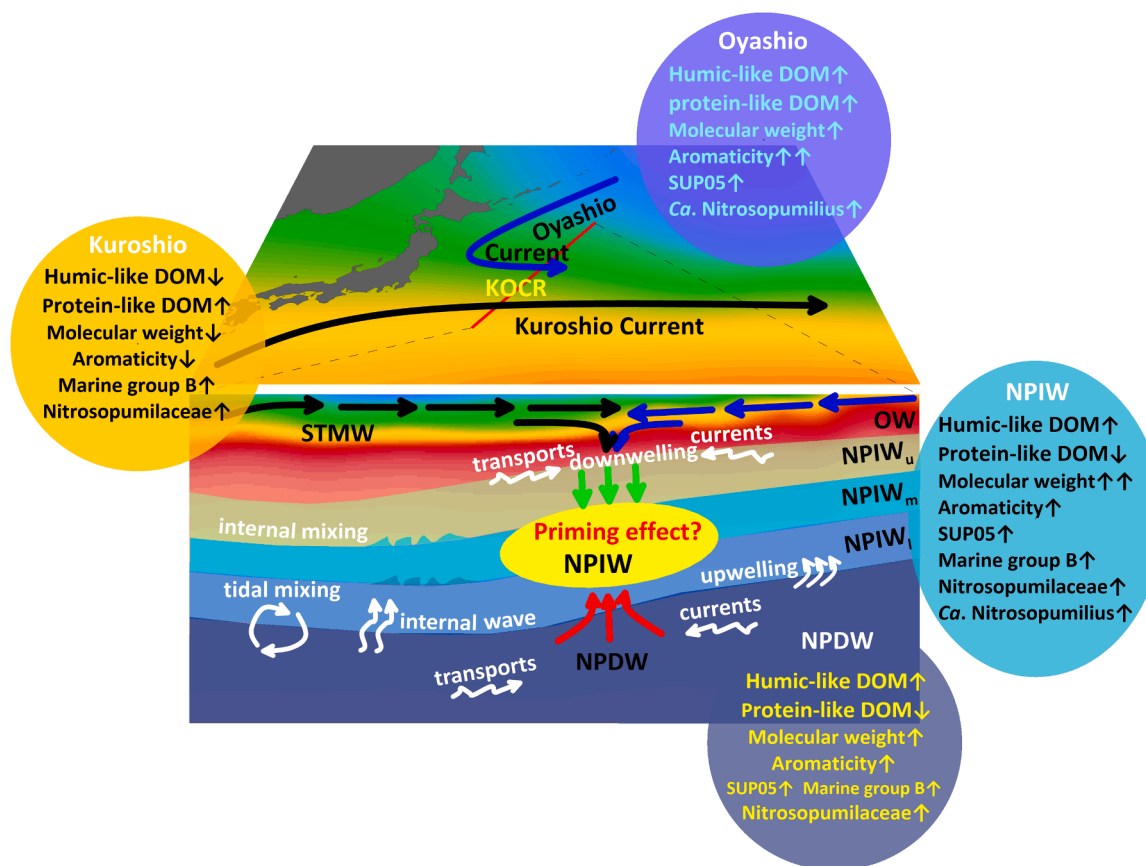 Oyashio
Humic-like DOM↑
protein-like DOM↑
Molecular weight↑
Aromaticity↑↑
SUP05↑
Ca. Nitrosopumilius↑
Kuroshio
Humic-like DOM↓
Protein-like DOM↑
Molecular weight↓
Aromaticity↓
Marine group B↑
Nitrosopumilaceae↑
Oyashio
Current
KOCR
Kuroshio Current
STMW
OW
transports
downwelling
currents
NPIWu
NPIWm
NPIWl
internal mixing
Priming effect?
NPIW
upwelling
tidal mixing
internal wave
currents
NPDW
transports
NPIW
Humic-like DOM↑
Protein-like DOM↓
Molecular weight↑↑
Aromaticity↑
SUP05↑
Marine group B↑
Nitrosopumilaceae↑
Ca. Nitrosopumilius↑
NPDW
Humic-like DOM↑
Protein-like DOM↓
Molecular weight↑
Aromaticity↑
SUP05↑ Marine group B↑
Nitrosopumilaceae↑